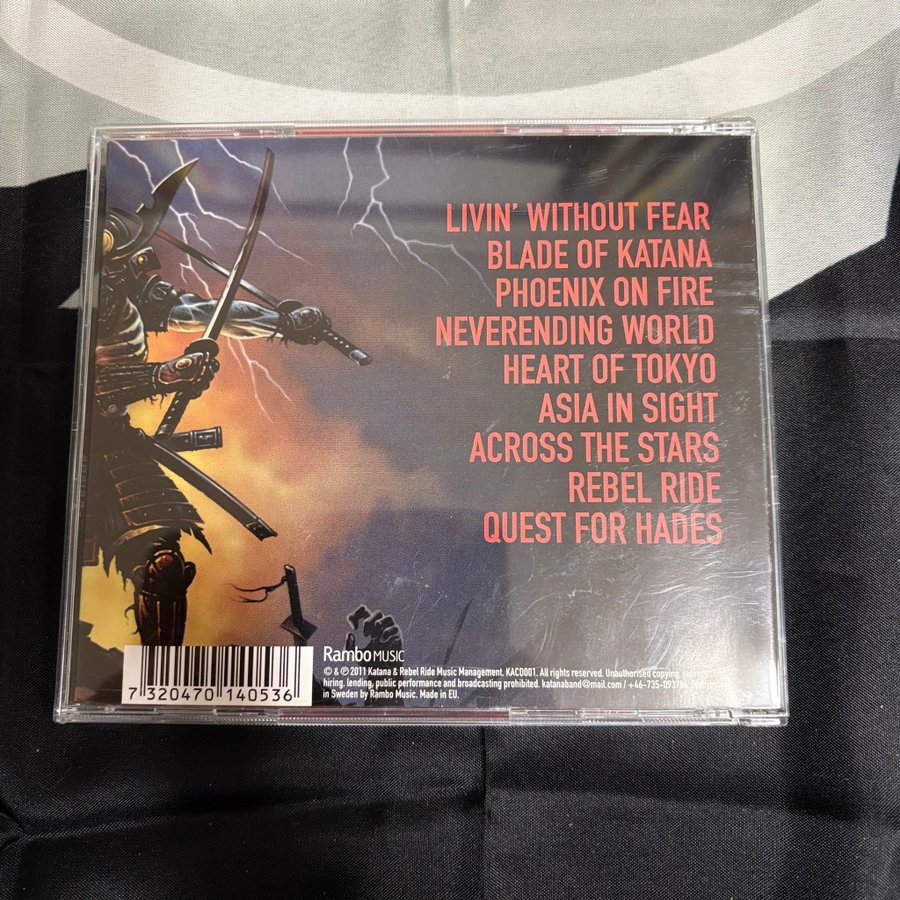 LIVIN' WITHOUT FEAR
BLADE OF KATANA
PHOENIX ON FIRE
NEVERENDING WORLD
HEART OF TOKYO
ASIA IN SIGHT
ACROSS THE STARS
REBEL RIDE
QUEST FOR HADES
Rambo MUSIC
© & ℗ 2011 Katana & Rebel Ride Music Management. KACD001. All rights reserved. Unauthorised copying,
hiring, lending, public performance and broadcasting prohibited. katanaband@mail.com /
in Sweden by Rambo Music. Made in EU.
7 320470 140536